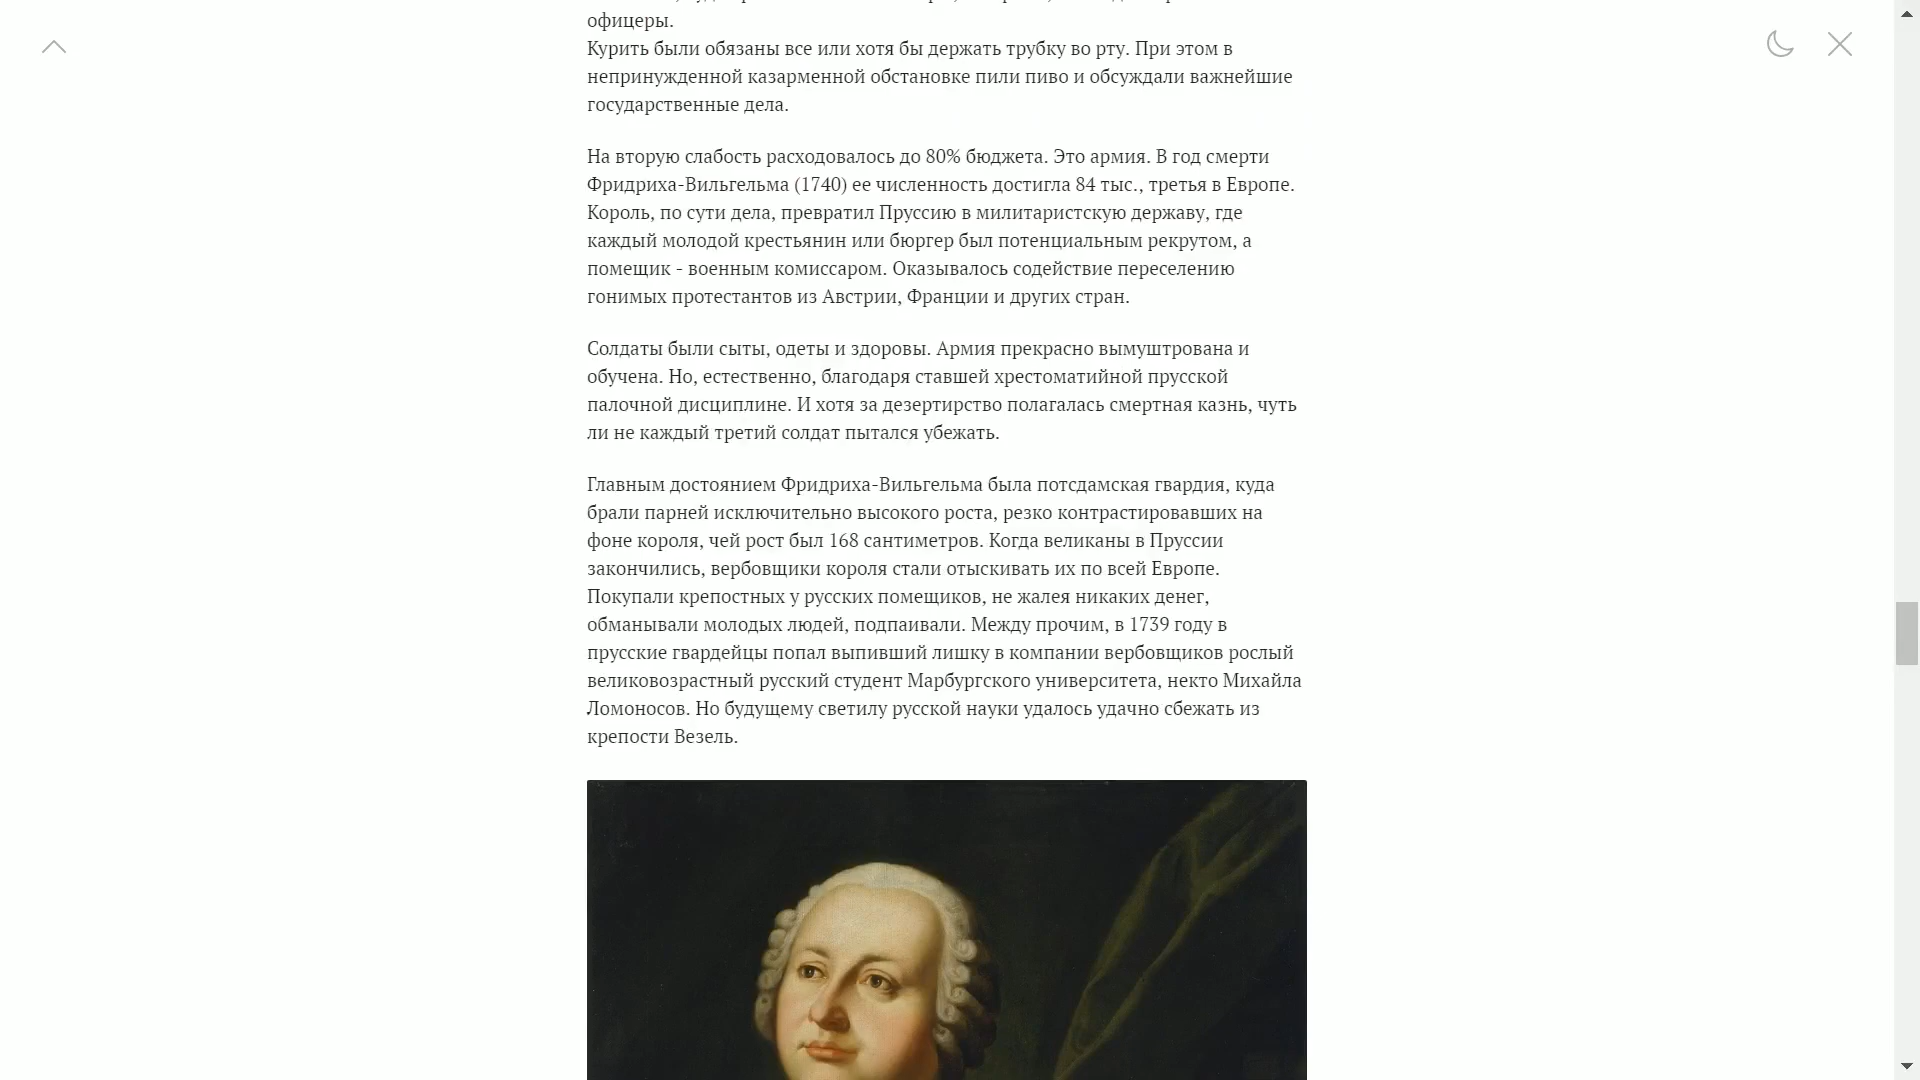 офицеры.
Курить были обязаны все или хотя бы держать трубку во рту. При этом в
непринужденной казарменной обстановке пили пиво и обсуждали важнейшие
государственные дела.
На вторую слабость расходовалось до 80% бюджета. Это армия. В год смерти
Фридриха-Вильгельма (1740) ее численность достигла 84 тыс., третья в Европе.
Король, по сути дела, превратил Пруссию в милитаристскую державу, где
каждый молодой крестьянин или бюргер был потенциальным рекрутом, а
помещик - военным комиссаром. Оказывалось содействие переселению
гонимых протестантов из Австрии, Франции и других стран.
Солдаты были сыты, одеты и здоровы. Армия прекрасно вымуштрована и
обучена. Но, естественно, благодаря ставшей хрестоматийной прусской
палочной дисциплине. И хотя за дезертирство полагалась смертная казнь, чуть
ли не каждый третий солдат пытался убежать.
Главным достоянием Фридриха-Вильгельма была потсдамская гвардия, куда
брали парней исключительно высокого роста, резко контрастировавших на
фоне короля, чей рост был 168 сантиметров. Когда великаны в Пруссии
закончились, вербовщики короля стали отыскивать их по всей Европе.
Покупали крепостных у русских помещиков, не жалея никаких денег,
обманывали молодых людей, подпаивали. Между прочим, в 1739 году в
прусские гвардейцы попал выпивший лишку в компании вербовщиков рослый
великовозрастный русский студент Марбургского университета, некто Михайла
Ломоносов. Но будущему светилу русской науки удалось удачно сбежать из
крепости Везель.